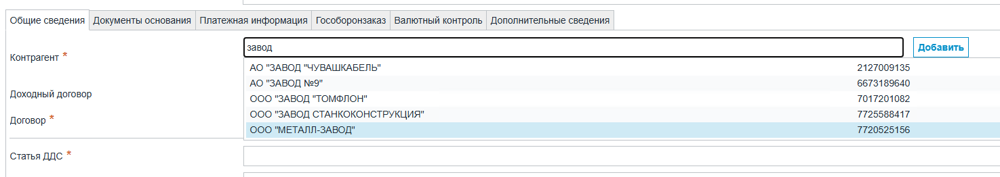 Общие сведения Документы основания Платежная информация Гособоронзаказ Валютный контроль Дополнительные сведения
Контрагент * завод Добавить
АО "ЗАВОД "ЧУВАШКАБЕЛЬ" 2127009135
АО "ЗАВОД №9" 6673189640
Доходный договор
ООО "ЗАВОД "ТОМФЛОН" 7017201082
ООО "ЗАВОД СТАНКОКОНСТРУКЦИЯ" 7725588417
Договор *
ООО "МЕТАЛЛ-ЗАВОД" 7720525156
Статья ДДС *